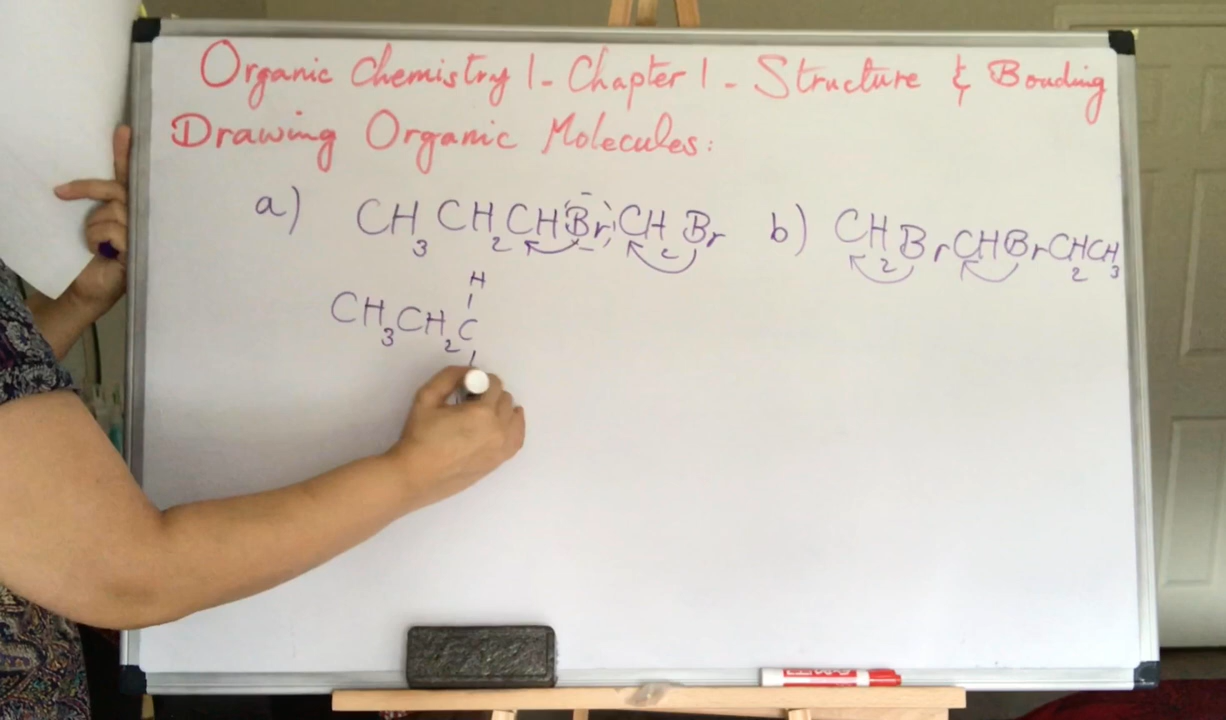 Organic Chemistry 1 - Chapter 1 - Structure & Bonding
Drawing Organic Molecules:
a) CH₃CH₂CHBrCH₂Br b) CH₂BrCHBrCH₂CH₃
H
CH₃CH₂C